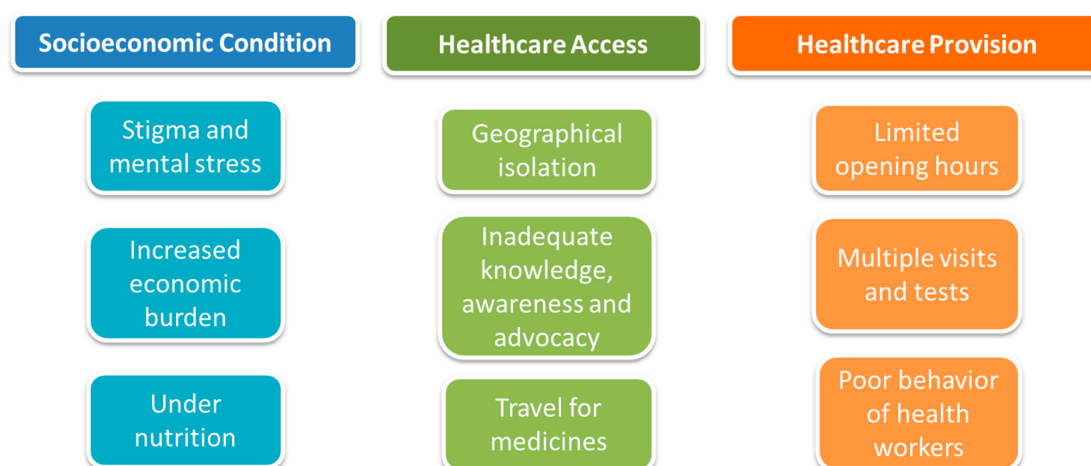 Socioeconomic Condition
Healthcare Access
Healthcare Provision
Stigma and
mental stress
Geographical
isolation
Limited
opening hours
Increased
economic
burden
Inadequate
knowledge,
awareness and
advocacy
Multiple visits
and tests
Under
nutrition
Travel for
medicines
Poor behavior
of health
workers